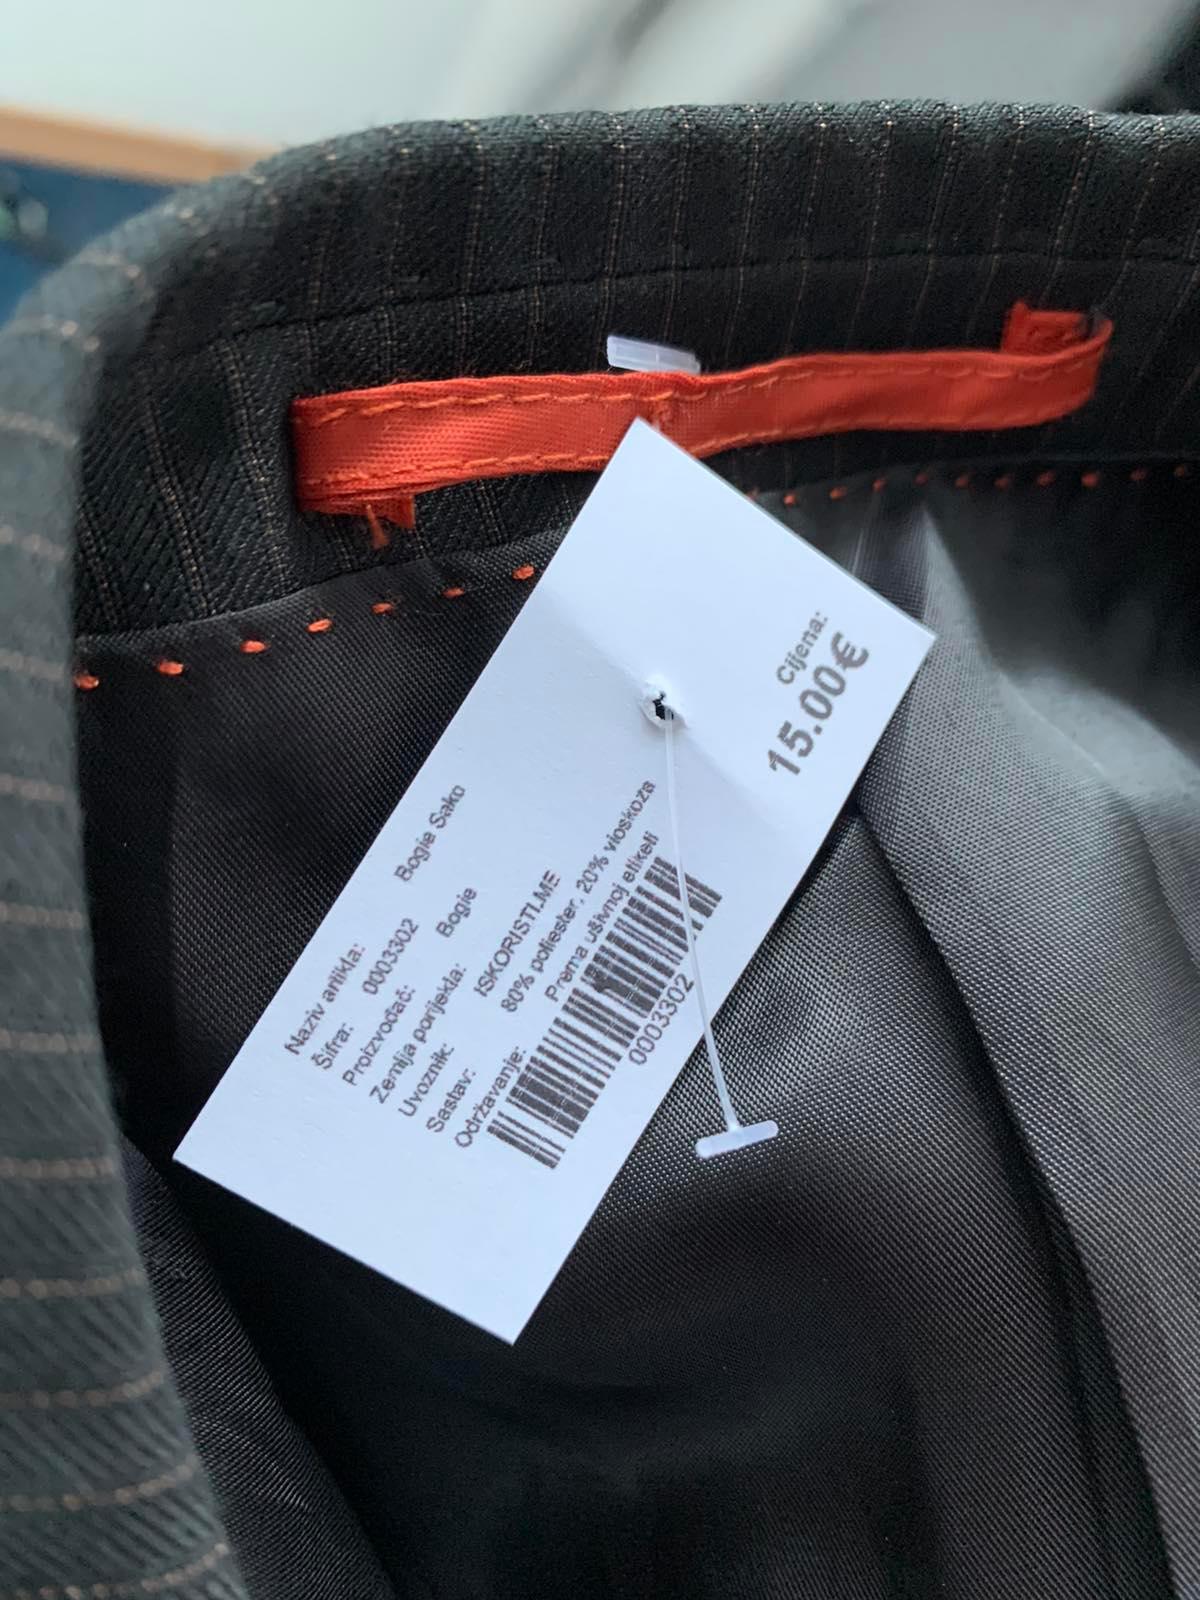 Naziv artikla: Bogie Sako
Šifra: 0003302
Proizvođač: Bogie
Zemlja porijekla:
Uvoznik: ISKORISTI.ME
Sastav: 80% poliester, 20% vioskoza
Održavanje: Prema ušivnoj etiketi
0003302
Cijena:
15.00€